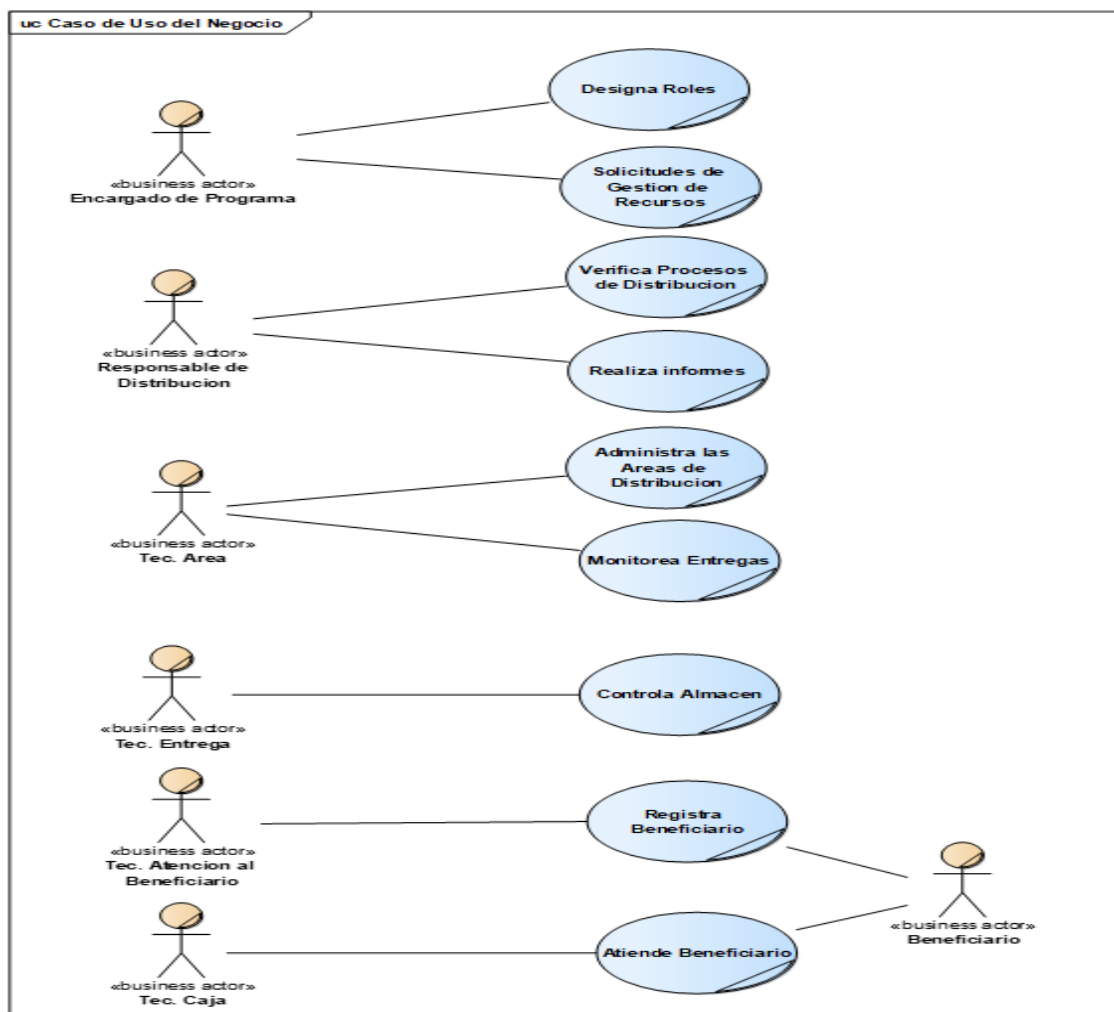 uc Caso de Uso del Negocio
Designa Roles
«business actor»
Encargado de Programa
Solicitudes de
Gestion de
Recursos
Verifica Procesos
de Distribucion
«business actor»
Responsable de
Distribucion
Realiza informes
Administra las
Areas de
Distribucion
«business actor»
Tec. Area
Monitorea Entregas
«business actor»
Tec. Entrega
Controla Almacen
«business actor»
Tec. Atencion al
Beneficiario
Registra
Beneficiario
«business actor»
Beneficiario
«business actor»
Tec. Caja
Atiende Beneficiario